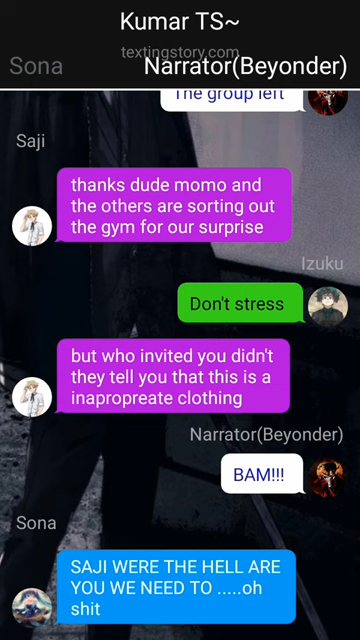 Kumar TS~
textingstory.com
Sona
Narrator(Beyonder)
The group left
Saji
thanks dude momo and
the others are sorting out
the gym for our surprise
Izuku
Don't stress
but who invited you didn't
they tell you that this is a
inapropreate clothing
Narrator(Beyonder)
BAM!!!
Sona
SAJI WERE THE HELL ARE
YOU WE NEED TO .....oh
shit